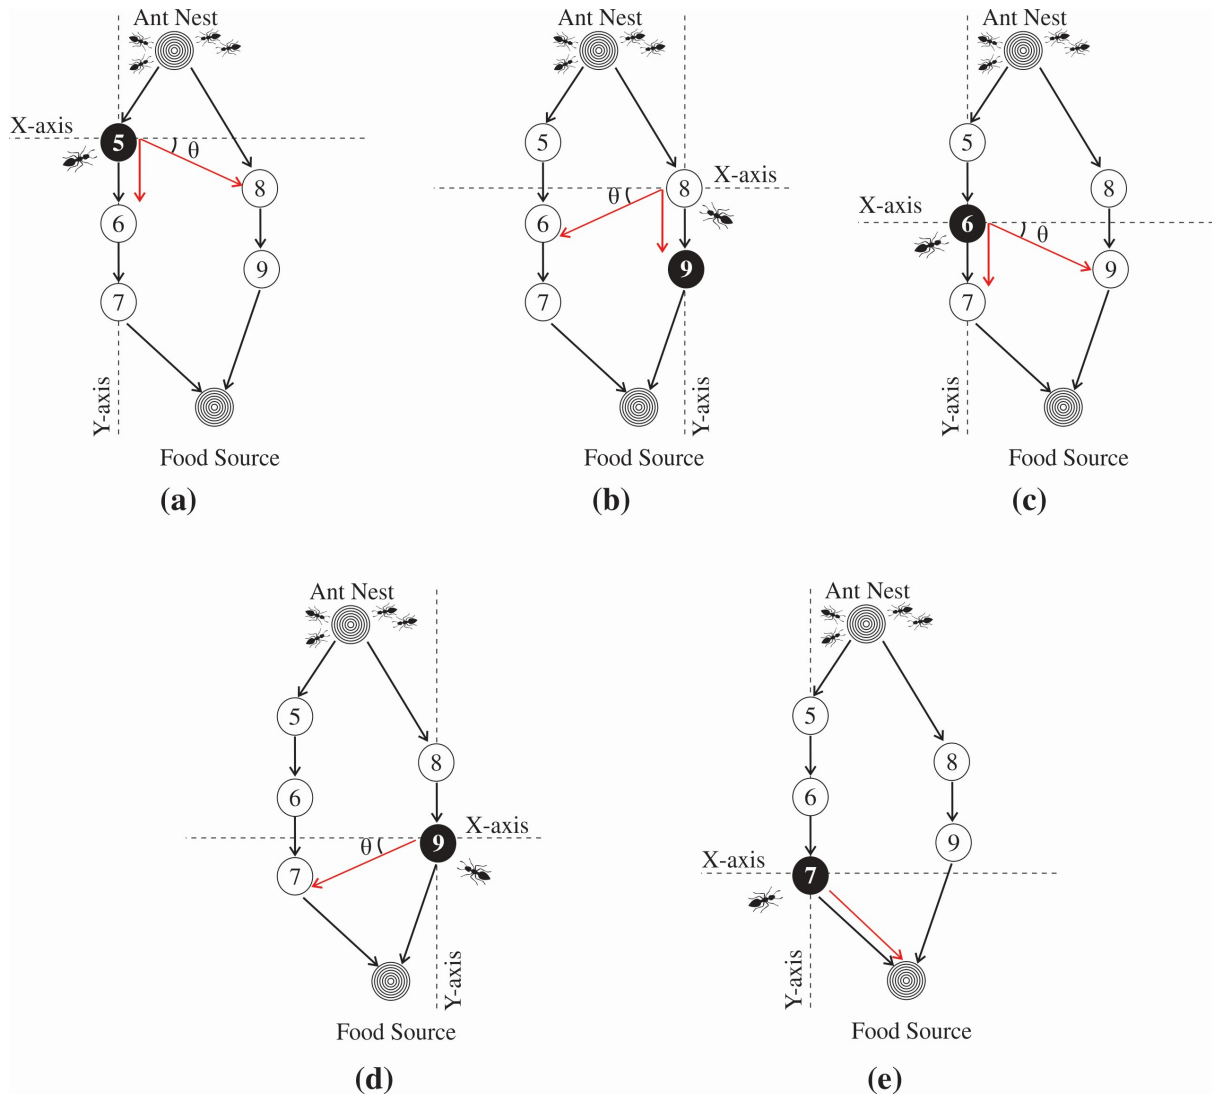 Ant Nest
X-axis
5
θ
8
6
9
7
Y-axis
Food Source
(a)
Ant Nest
5
X-axis
8
θ
6
9
7
Y-axis
Food Source
(b)
Ant Nest
5
8
X-axis
6
θ
9
7
Y-axis
Food Source
(c)
Ant Nest
5
8
6
X-axis
θ
9
7
Y-axis
Food Source
(d)
Ant Nest
5
8
6
9
X-axis
7
Y-axis
Food Source
(e)